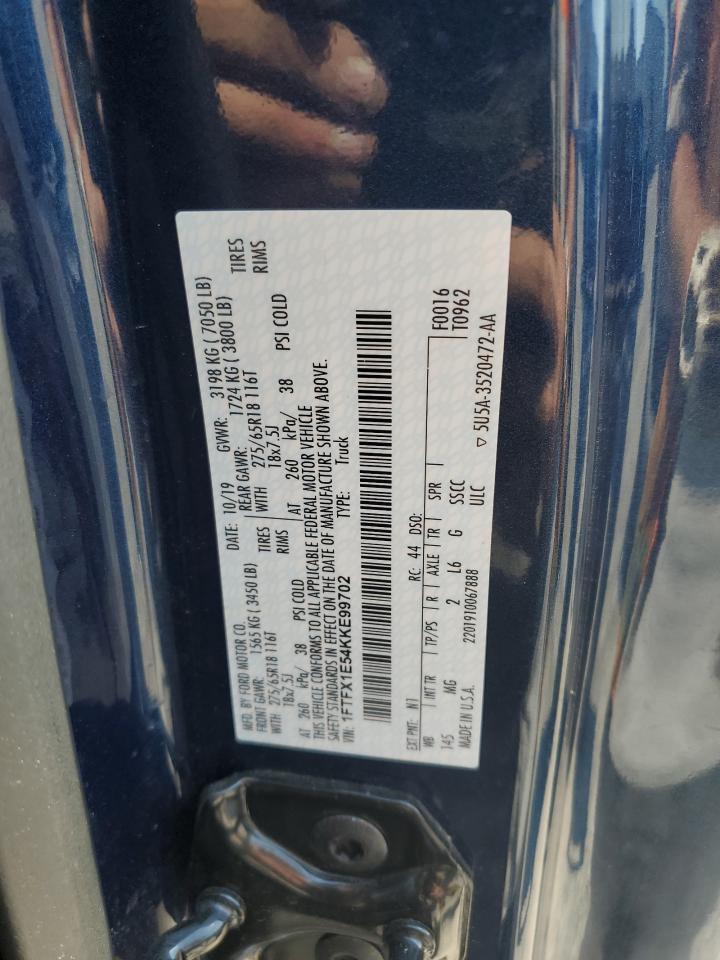 MFD. BY FORD MOTOR CO. DATE: 10/19 GVWR: 3198 KG ( 7050 LB)
FRONT GAWR: 1565 KG ( 3450 LB) REAR GAWR: 1724 KG ( 3800 LB)
WITH 275/65R18 116T TIRES WITH 275/65R18 116T TIRES
18x7.5J RIMS 18x7.5J RIMS
AT 260 kPa/ 38 PSI COLD AT 260 kPa/ 38 PSI COLD
THIS VEHICLE CONFORMS TO ALL APPLICABLE FEDERAL MOTOR VEHICLE
SAFETY STANDARDS IN EFFECT ON THE DATE OF MANUFACTURE SHOWN ABOVE.
VIN: 1FTFX1E54KKE99702 TYPE: Truck
F0016
T0962
EXT PNT: N1 RC: 44 DSO:
WB INT TR TP/PS R AXLE TR SPR
145 MG 2 L6 G SSCC
MADE IN U.S.A. 2201910067888 ULC
▽ 5U5A-3520472-AA